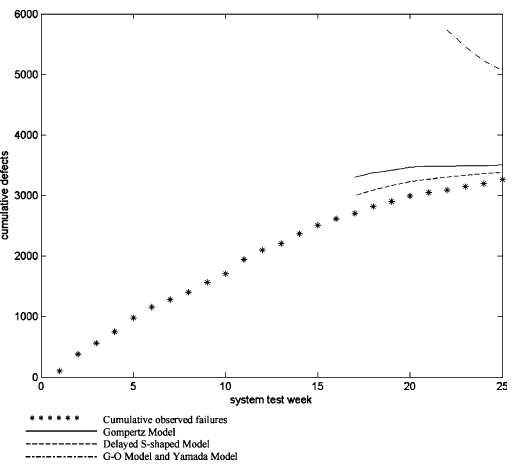 6000
5000
4000
3000
2000
1000
0
cumulative defects
0 5 10 15 20 25
system test week
Cumulative observed failures
Gompertz Model
Delayed S-shaped Model
G-O Model and Yamada Model